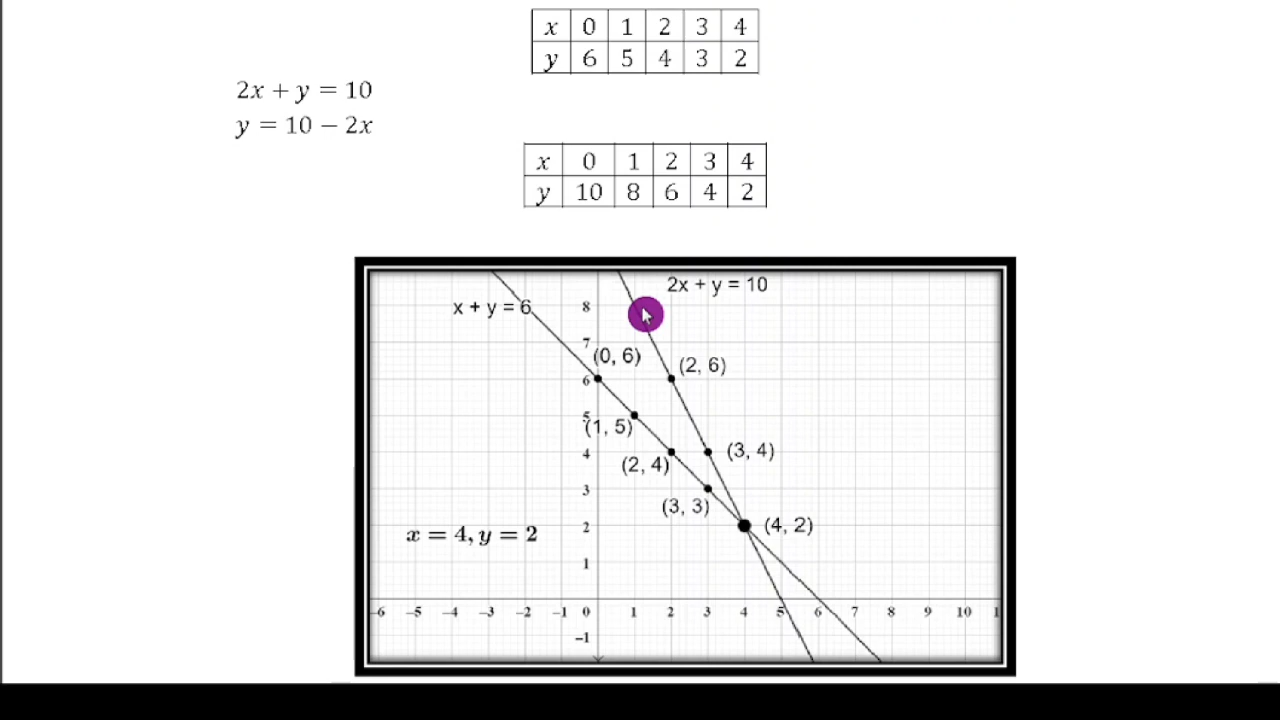 x 0 1 2 3 4
y 6 5 4 3 2
2x + y = 10
y = 10 − 2x
x 0 1 2 3 4
y 10 8 6 4 2
2x + y = 10
x + y = 6
8
7
(0, 6)
6
(2, 6)
5
(1, 5)
4
(3, 4)
(2, 4)
3
(3, 3)
2
(4, 2)
x = 4, y = 2
1
−6 −5 −4 −3 −2 −1 0 1 2 3 4 5 6 7 8 9 10 1
−1